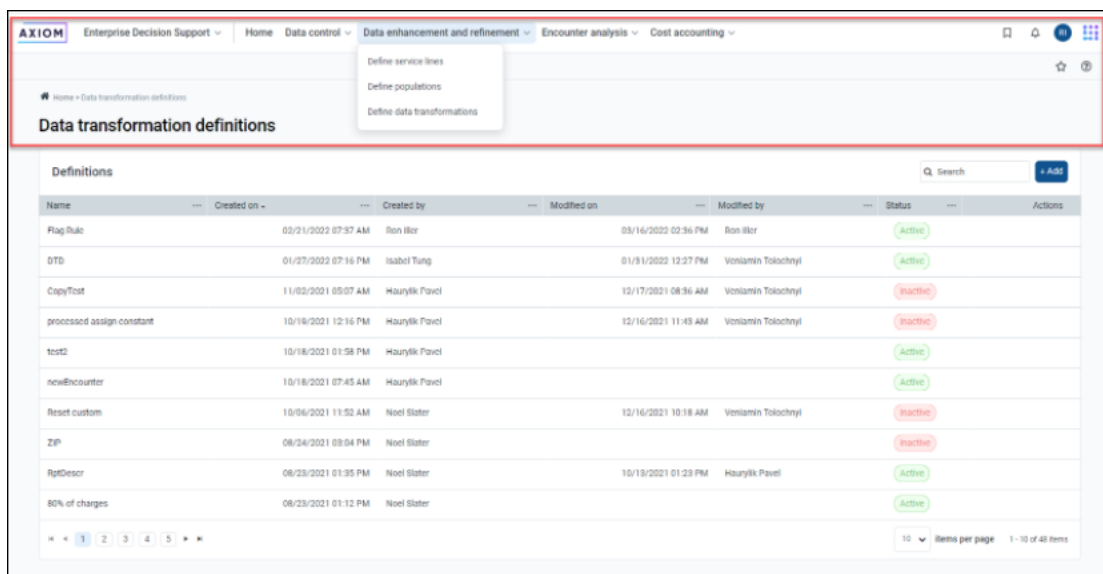 AXIOM Enterprise Decision Support Home Data control Data enhancement and refinement Encounter analysis Cost accounting RI
Define service lines
Define populations
Define data transformations
Home » Data transformation definitions
Data transformation definitions
Definitions Search + Add
Name Created on Created by Modified on Modified by Status Actions
Flag Rule 02/21/2022 07:37 AM Ron Iller 03/16/2022 02:36 PM Ron Iller Active
DTD 01/27/2022 07:16 PM Isabel Tung 01/31/2022 12:27 PM Veniamin Tolochnyi Active
CopyTest 11/02/2021 05:07 AM Haurylik Pavel 12/17/2021 08:36 AM Veniamin Tolochnyi Inactive
processed assign constant 10/19/2021 12:16 PM Haurylik Pavel 12/16/2021 11:43 AM Veniamin Tolochnyi Inactive
test2 10/18/2021 01:58 PM Haurylik Pavel Active
newEncounter 10/18/2021 07:45 AM Haurylik Pavel Active
Reset custom 10/06/2021 11:52 AM Noel Slater 12/16/2021 10:18 AM Veniamin Tolochnyi Inactive
ZIP 08/24/2021 03:04 PM Noel Slater Inactive
RptDescr 08/23/2021 01:35 PM Noel Slater 10/13/2021 01:23 PM Haurylik Pavel Active
80% of charges 08/23/2021 01:12 PM Noel Slater Active
1 2 3 4 5 10 items per page 1 - 10 of 48 items